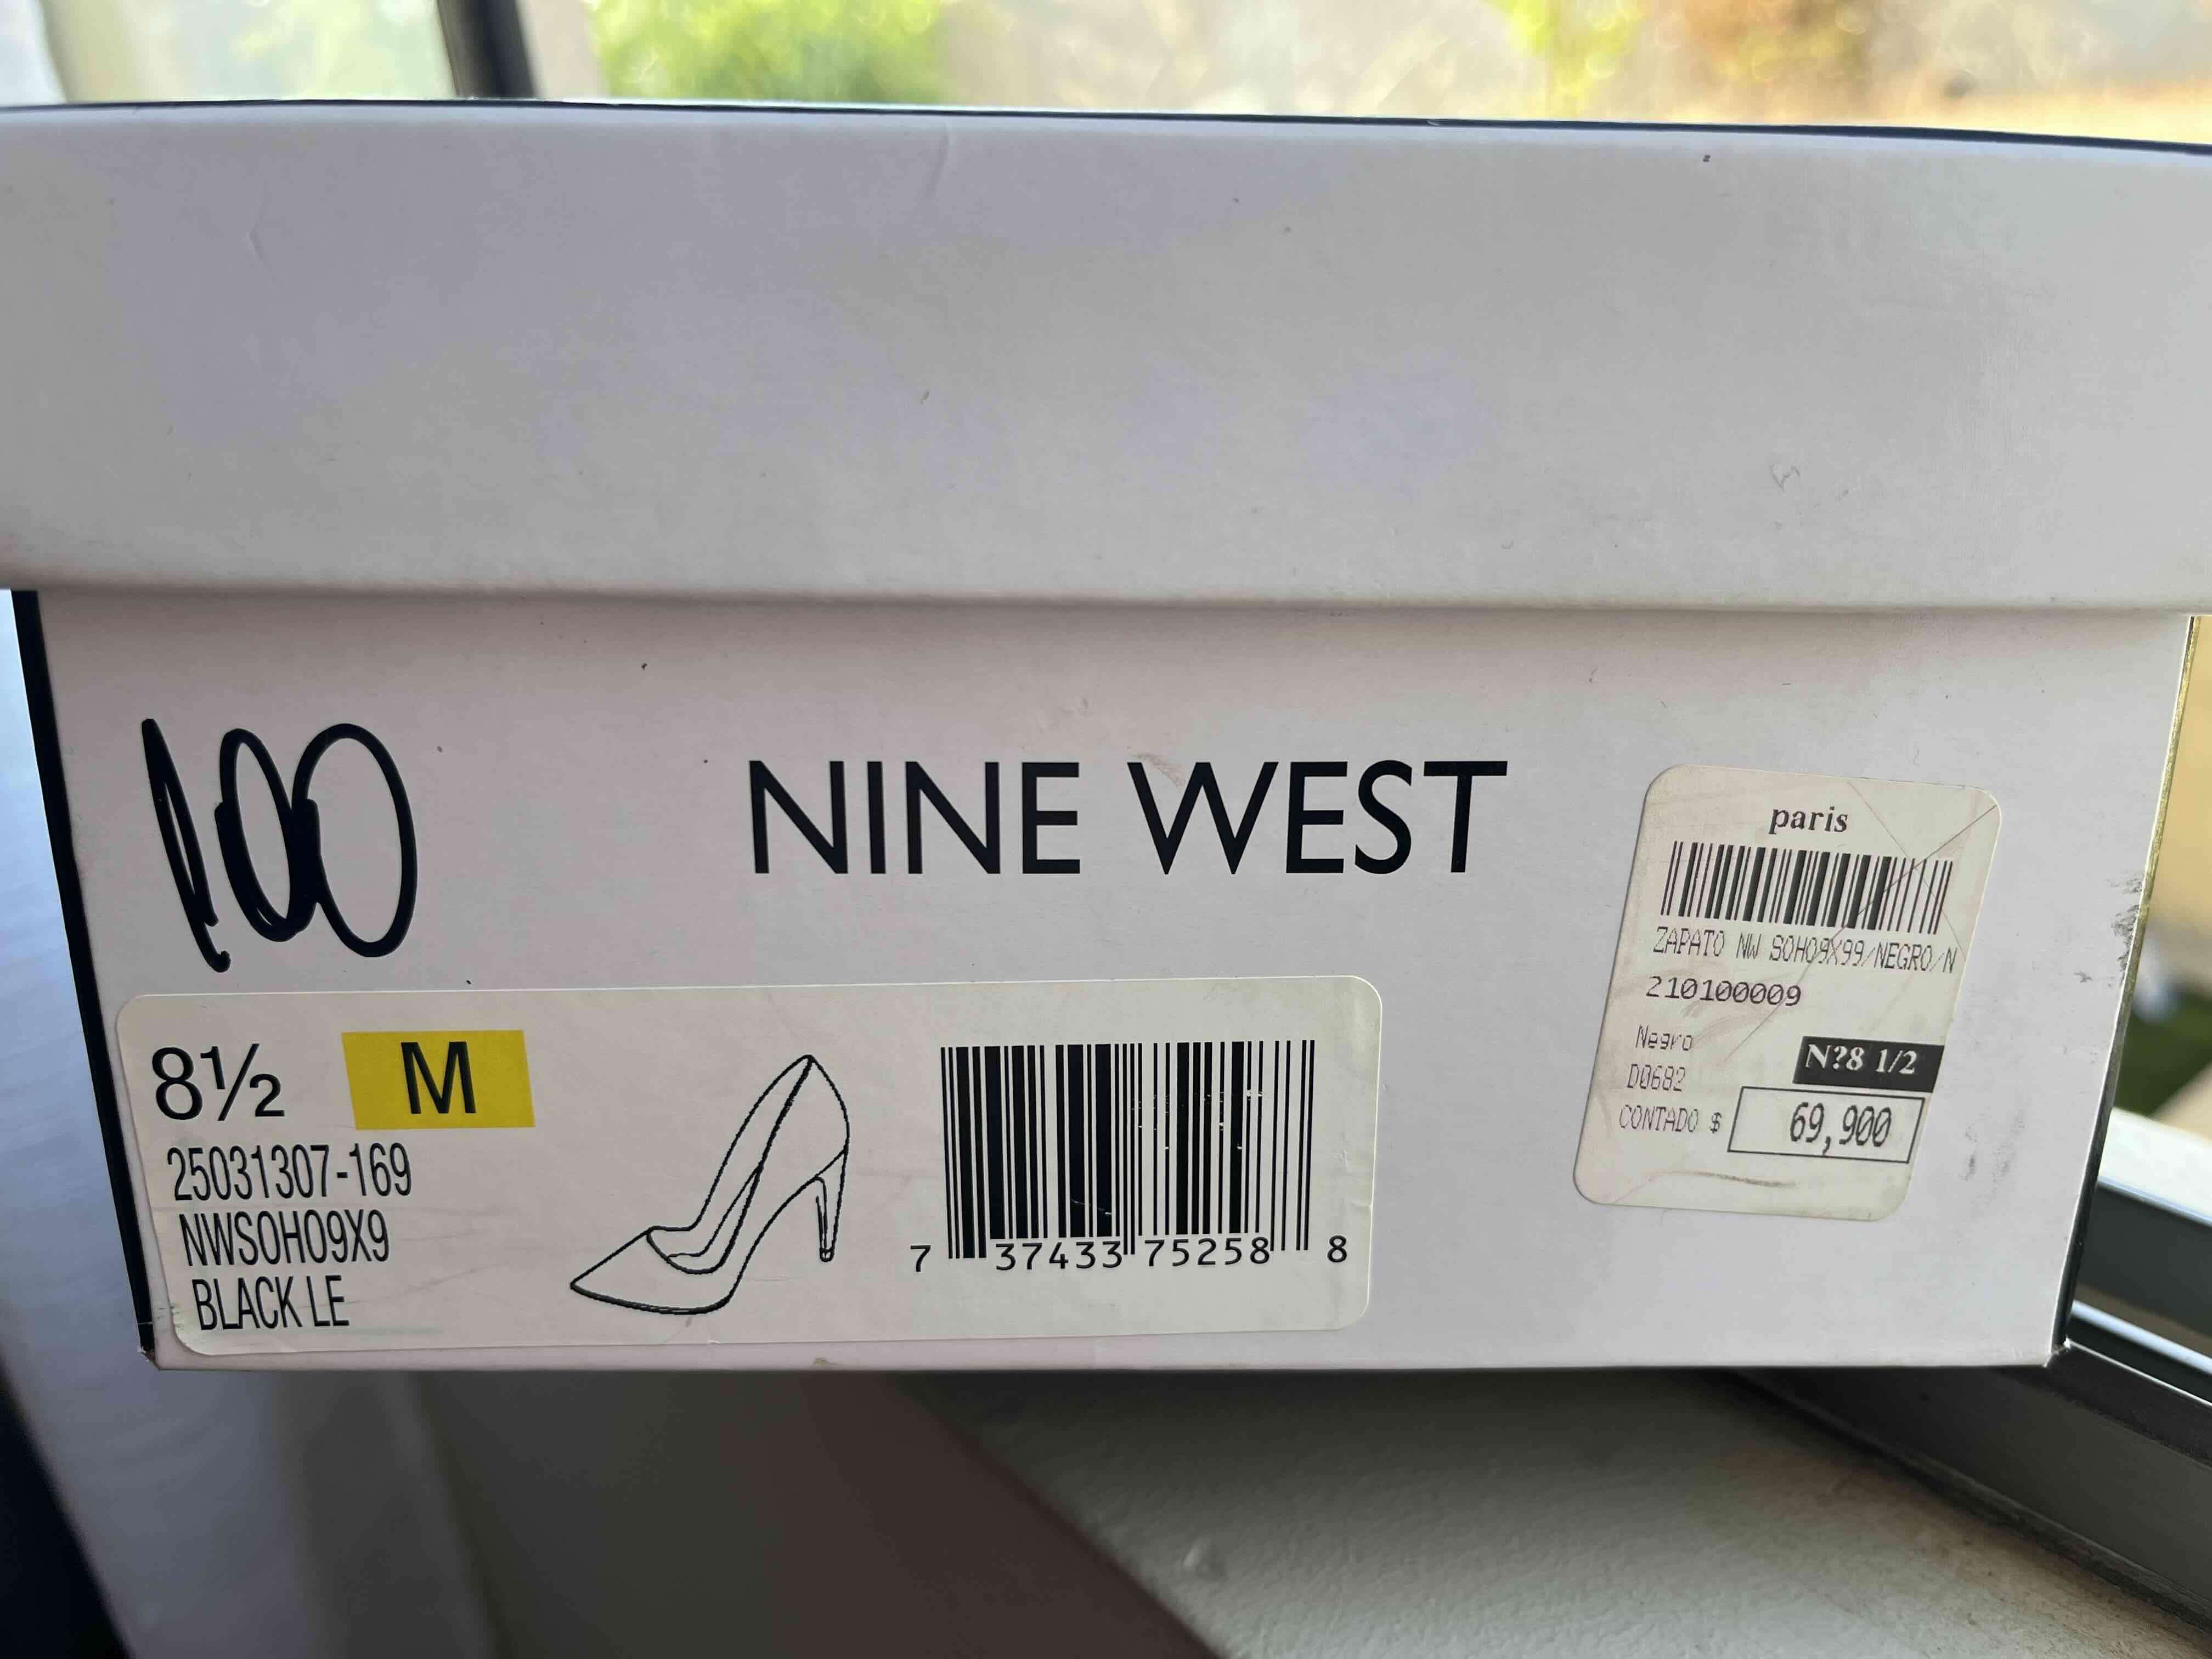 100
NINE WEST
8½ M
25031307-169
NWSOHO9X9
BLACK LE
7 37433 75258 8
paris
ZAPATO NW SOHO9X99/NEGRO/N
210100009
Negro
D0682
N?8 1/2
CONTADO $ 69,900